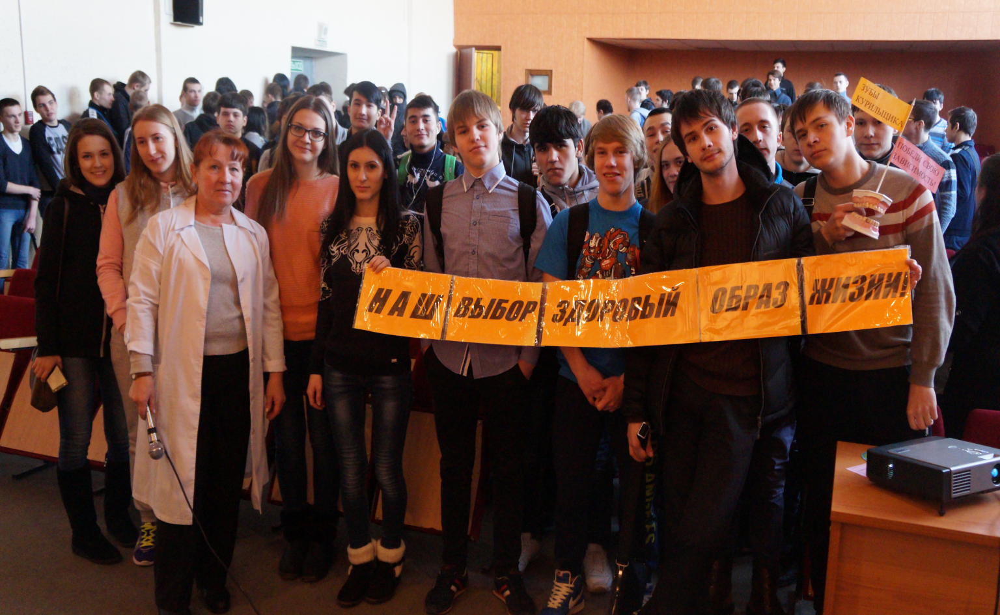 ЗУБЫ
КУРИЛЬЩИКА
ПОБЕДИ СВОЮ
ЗАВИСИМОСТЬ!
НАШ ВЫБОР ЗДОРОВЫЙ ОБРАЗ ЖИЗНИ!